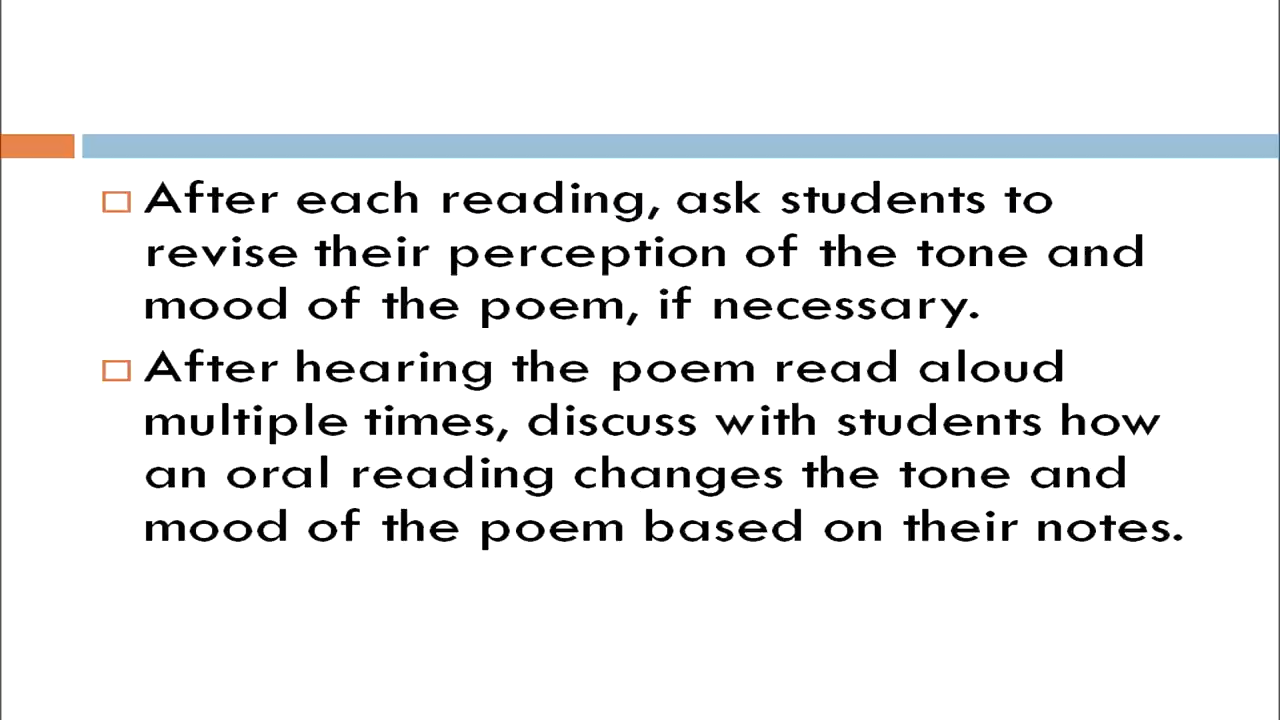 After each reading, ask students to
revise their perception of the tone and
mood of the poem, if necessary.
After hearing the poem read aloud
multiple times, discuss with students how
an oral reading changes the tone and
mood of the poem based on their notes.